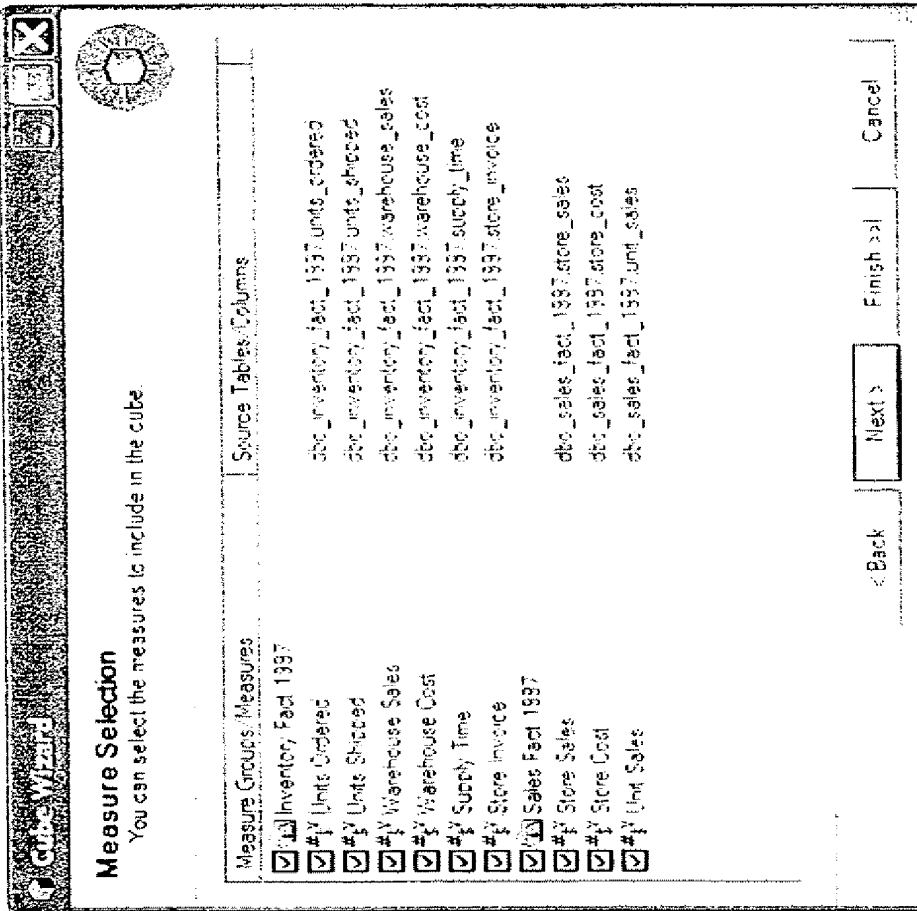 Cube Wizard
Measure Selection
You can select the measures to include in the cube.
Measure Groups/Measures Source Tables/Columns
Inventory Fact 1997
Units Ordered dbo_inventory_fact_1997.units_ordered
Units Shipped dbo_inventory_fact_1997.units_shipped
Warehouse Sales dbo_inventory_fact_1997.warehouse_sales
Warehouse Cost dbo_inventory_fact_1997.warehouse_cost
Supply Time dbo_inventory_fact_1997.supply_time
Store Invoice dbo_inventory_fact_1997.store_invoice
Sales Fact 1997
Store Sales dbo_sales_fact_1997.store_sales
Store Cost dbo_sales_fact_1997.store_cost
Unit Sales dbo_sales_fact_1997.unit_sales
< Back Next > Finish >>| Cancel